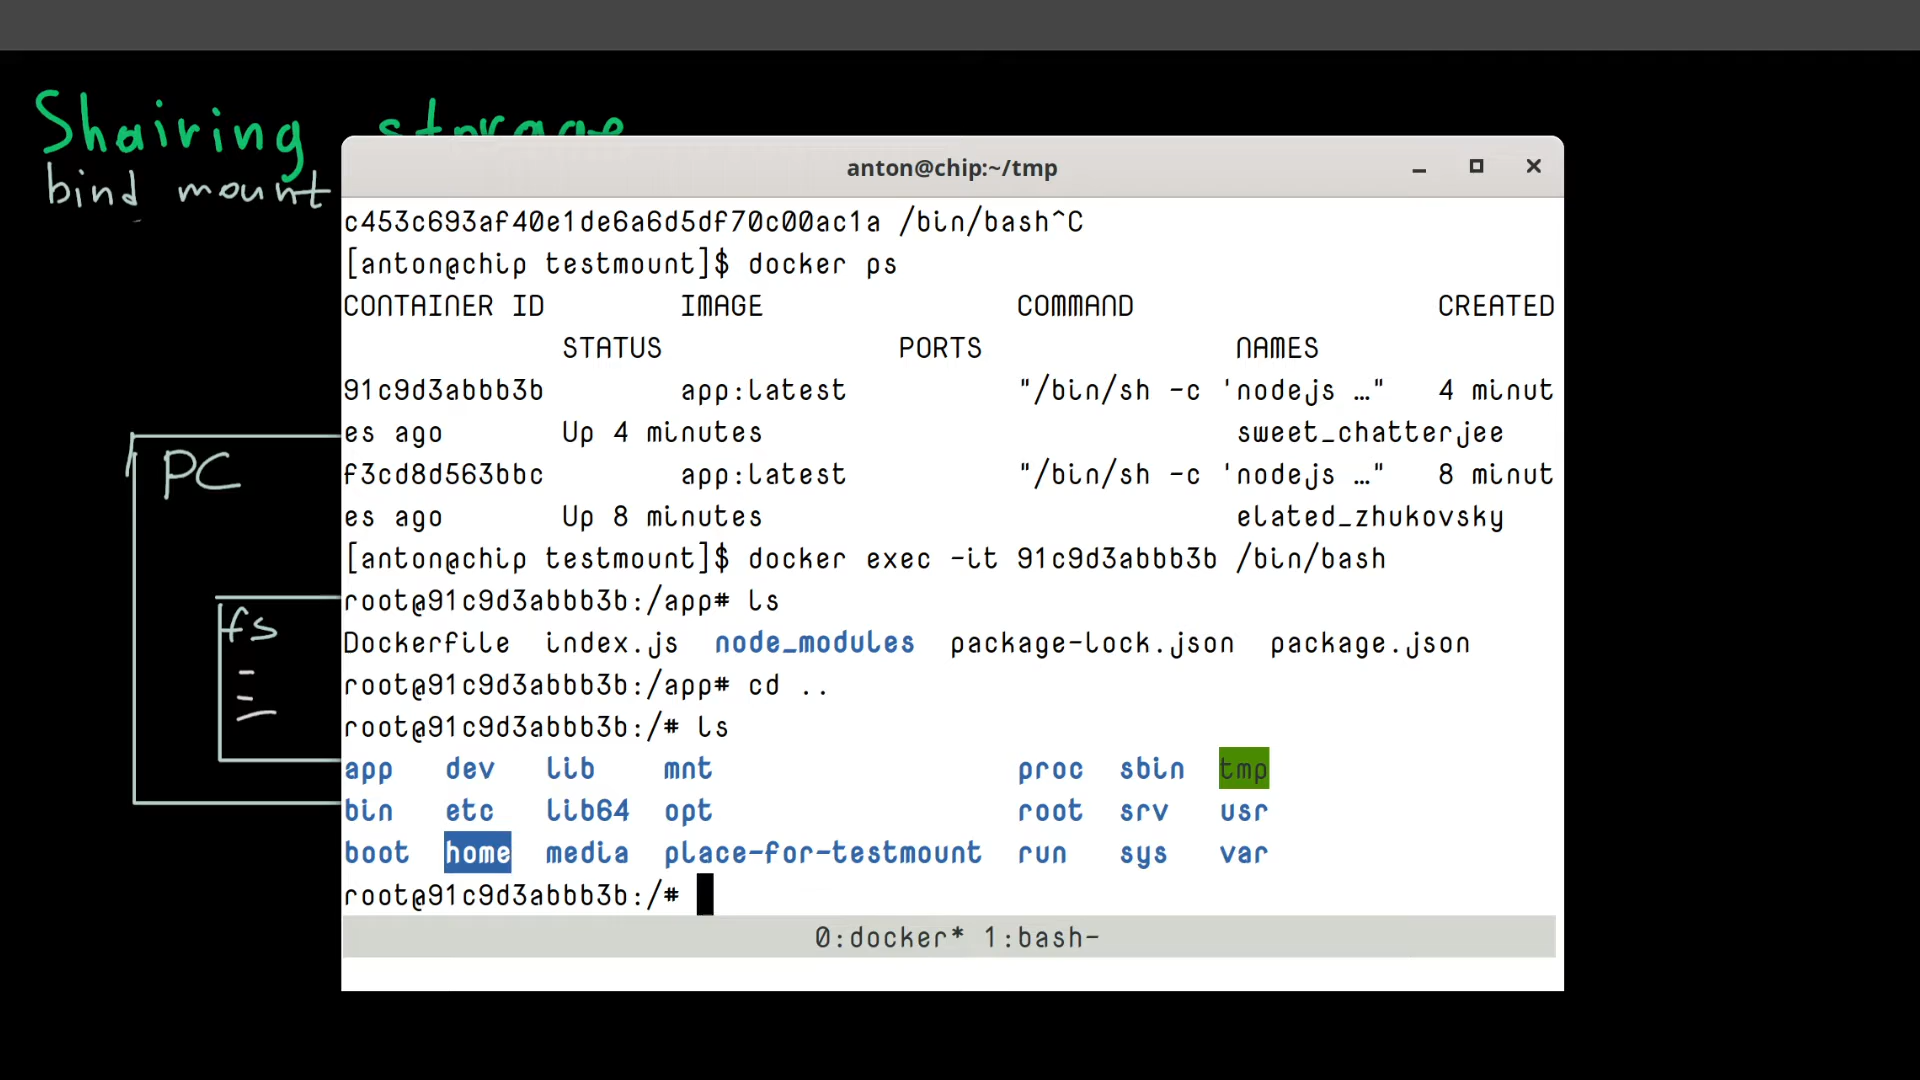 Shairing storage
bind mount
PC
fs
anton@chip:~/tmp
c453c693af40e1de6a6d5df70c00ac1a /bin/bash^C
[anton@chip testmount]$ docker ps
CONTAINER ID        IMAGE               COMMAND                  CREATED
             STATUS              PORTS               NAMES
91c9d3abbb3b        app:latest          "/bin/sh -c 'nodejs …"   4 minut
es ago       Up 4 minutes                            sweet_chatterjee
f3cd8d563bbc        app:latest          "/bin/sh -c 'nodejs …"   8 minut
es ago       Up 8 minutes                            elated_zhukovsky
[anton@chip testmount]$ docker exec -it 91c9d3abbb3b /bin/bash
root@91c9d3abbb3b:/app# ls
Dockerfile  index.js  node_modules  package-lock.json  package.json
root@91c9d3abbb3b:/app# cd ..
root@91c9d3abbb3b:/# ls
app   dev   lib    mnt                  proc  sbin  tmp
bin   etc   lib64  opt                  root  srv   usr
boot  home  media  place-for-testmount  run   sys   var
root@91c9d3abbb3b:/#
0:docker* 1:bash-